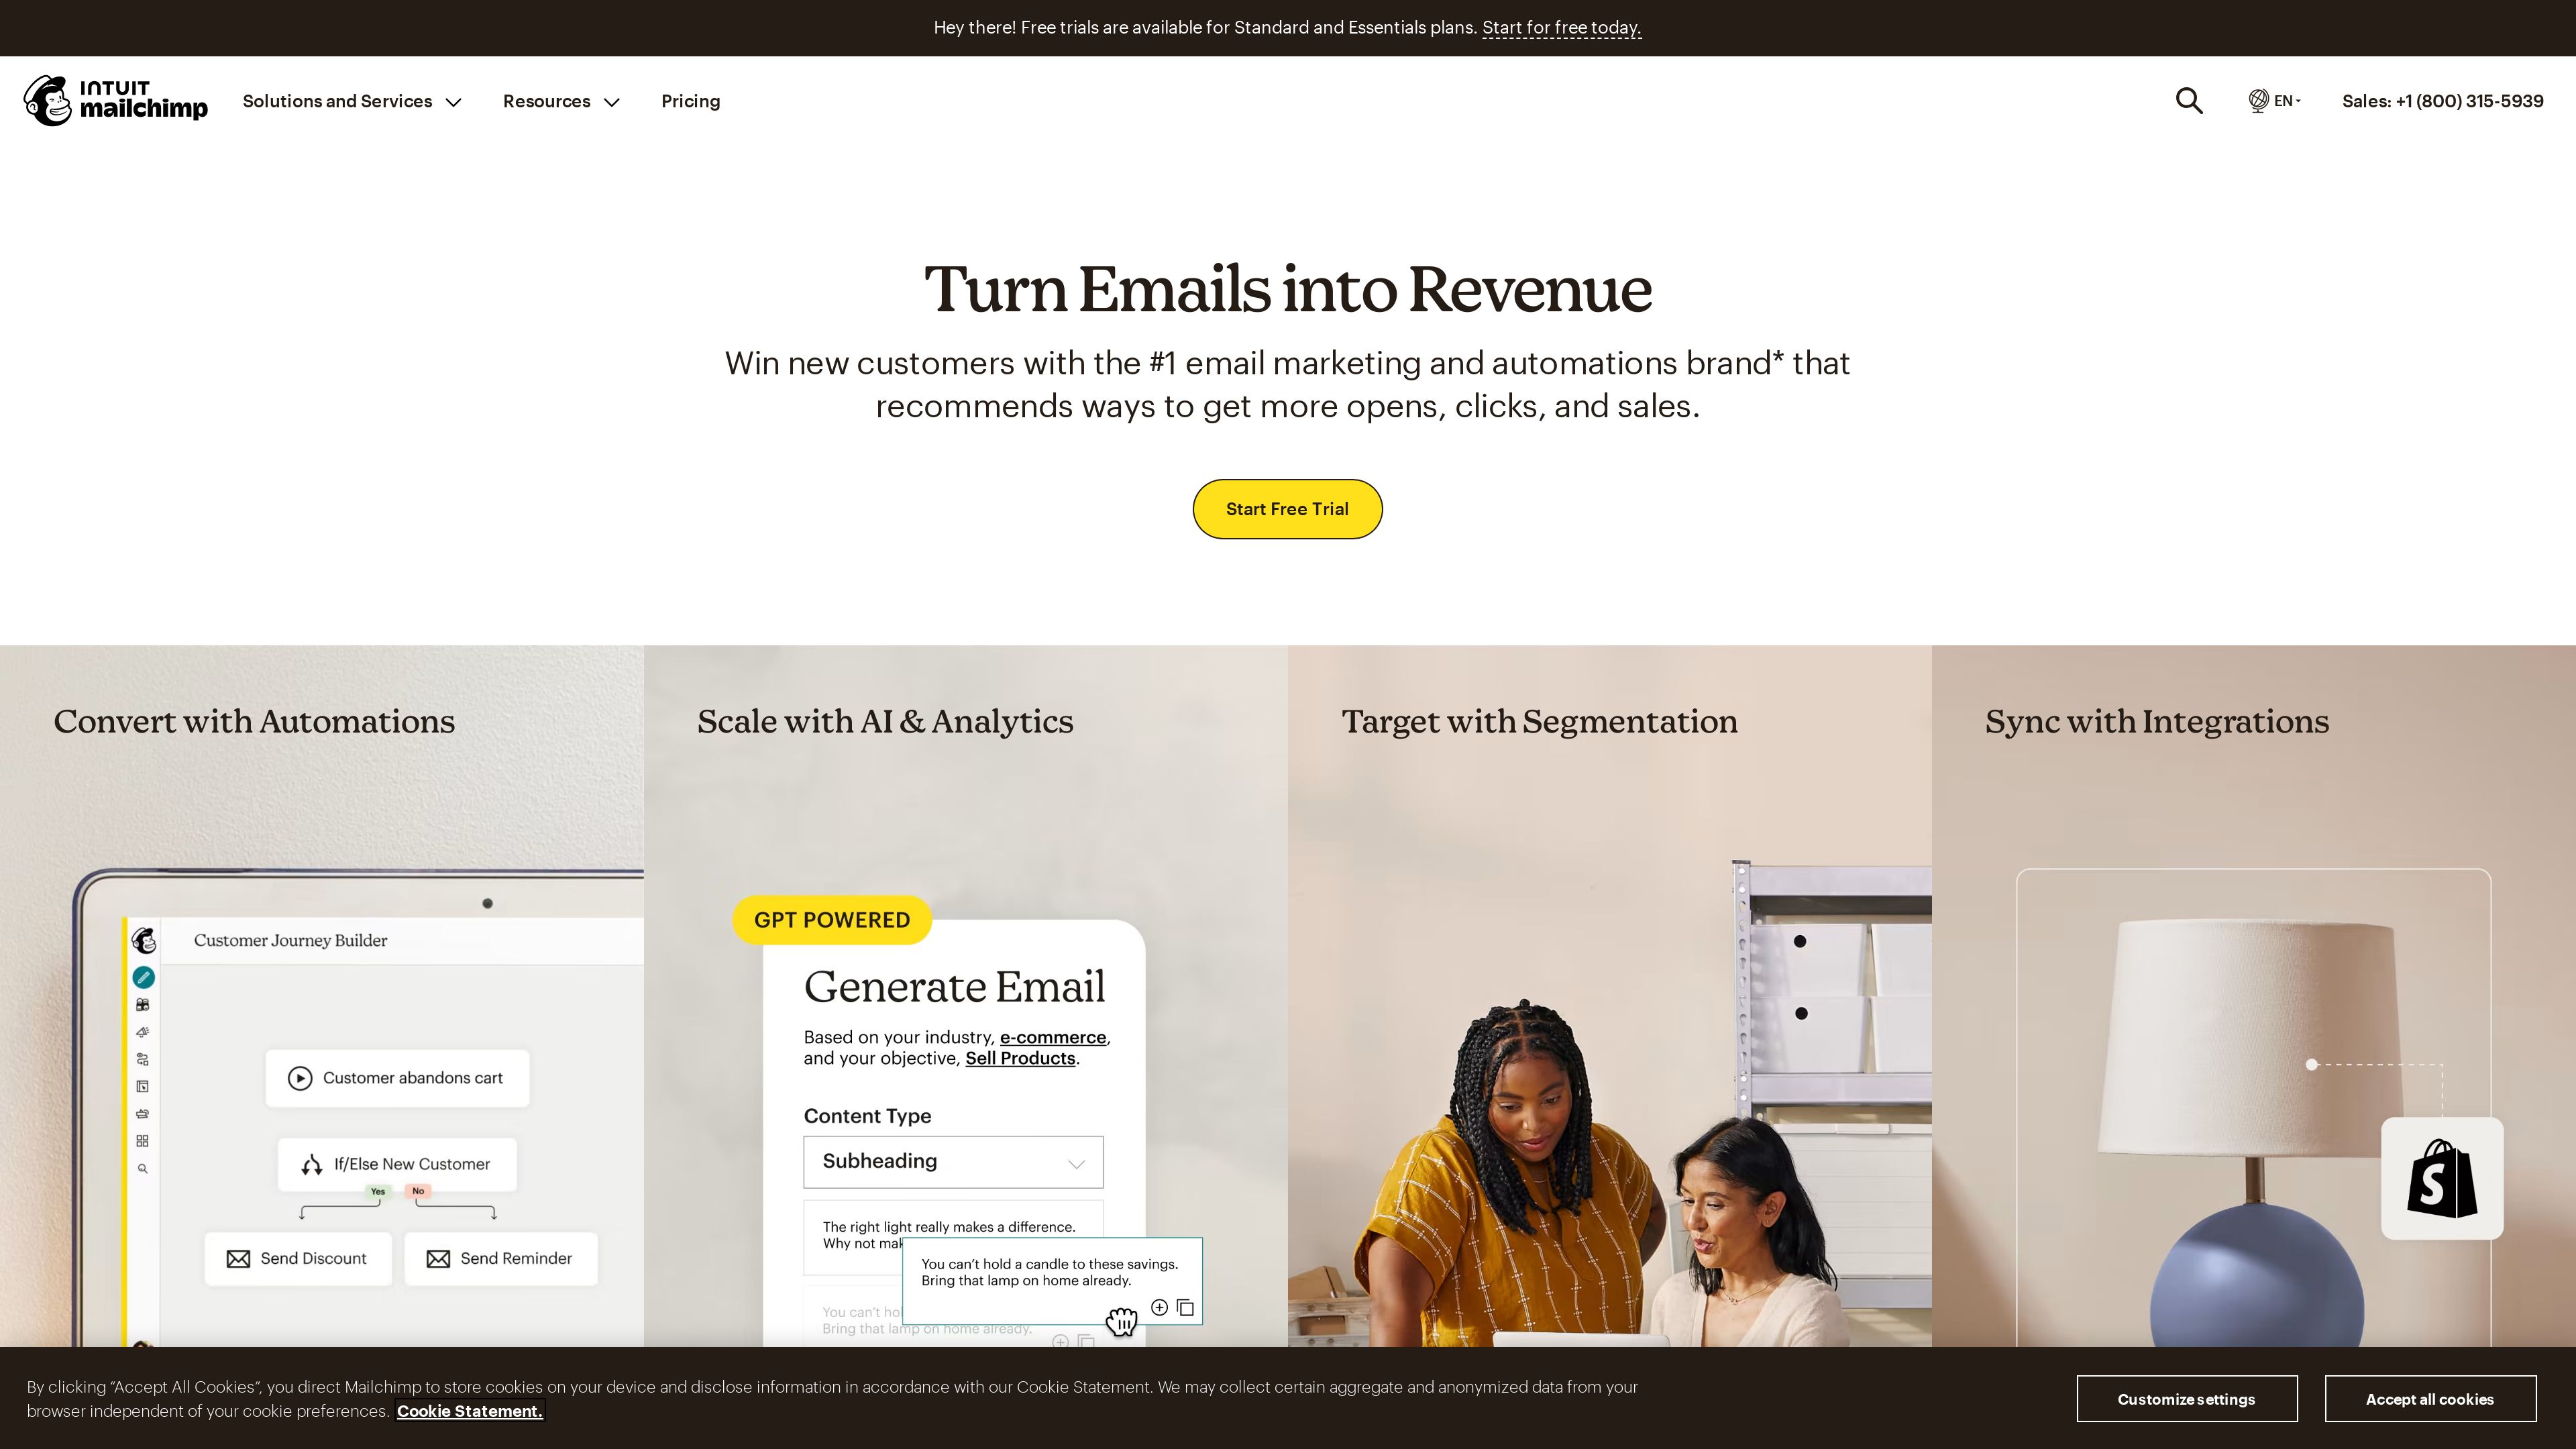 Hey there! Free trials are available for Standard and Essentials plans. Start for free today.
INTUIT
mailchimp
Solutions and Services
Resources
Pricing
EN
Sales: +1 (800) 315-5939
Turn Emails into Revenue
Win new customers with the #1 email marketing and automations brand* that
recommends ways to get more opens, clicks, and sales.
Start Free Trial
Convert with Automations
Customer Journey Builder
Customer abandons cart
If/Else New Customer
Yes
No
Send Discount
Send Reminder
Scale with AI & Analytics
GPT POWERED
Generate Email
Based on your industry, e-commerce,
and your objective, Sell Products.
Content Type
Subheading
The right light really makes a difference.
Why not
You can't hold a candle to these savings.
Bring that lamp on home already.
You can't
Bring that lamp on home already.
Target with Segmentation
Sync with Integrations
S
By clicking “Accept All Cookies”, you direct Mailchimp to store cookies on your device and disclose information in accordance with our Cookie Statement. We may collect certain aggregate and anonymized data from your
browser independent of your cookie preferences. Cookie Statement.
Customize settings
Accept all cookies